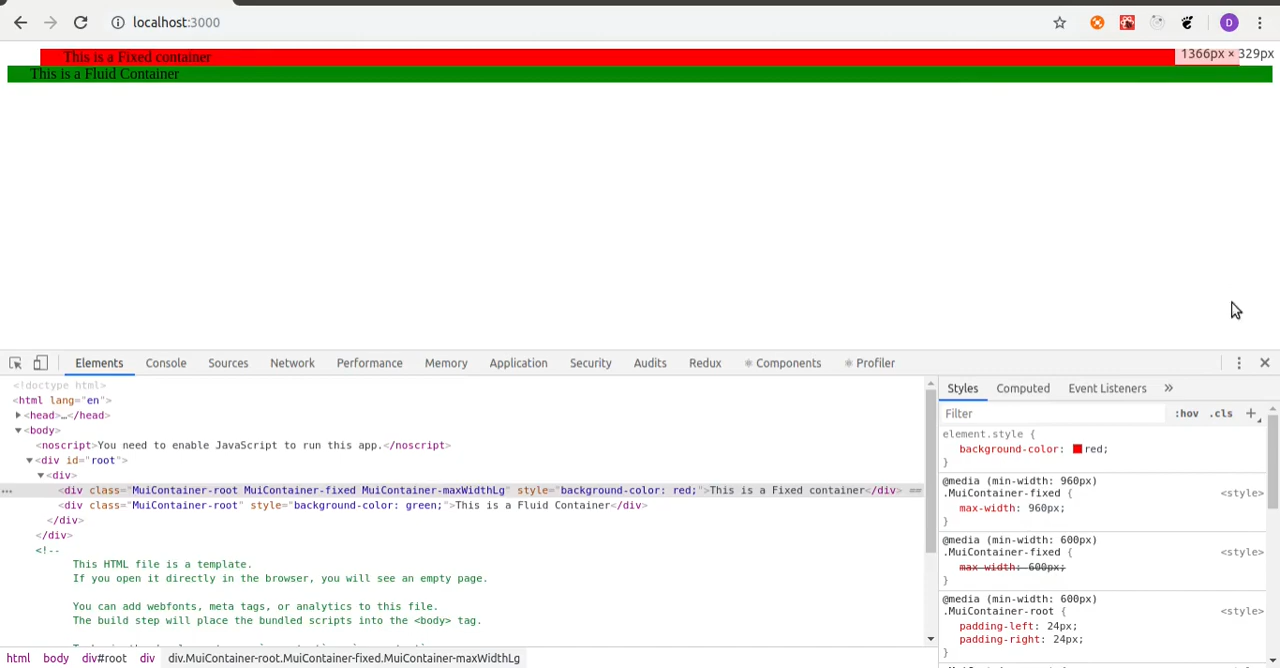 localhost:3000
D
This is a Fixed container
1366px × 329px
This is a Fluid Container
Elements Console Sources Network Performance Memory Application Security Audits Redux Components Profiler
<!doctype html>
<html lang="en">
<head>…</head>
<body>
<noscript>You need to enable JavaScript to run this app.</noscript>
<div id="root">
<div>
<div class="MuiContainer-root MuiContainer-fixed MuiContainer-maxWidthLg" style="background-color: red;">This is a Fixed container</div> ==
<div class="MuiContainer-root" style="background-color: green;">This is a Fluid Container</div>
</div>
</div>
<!--
This HTML file is a template.
If you open it directly in the browser, you will see an empty page.
You can add webfonts, meta tags, or analytics to this file.
The build step will place the bundled scripts into the <body> tag.
html body div#root div div.MuiContainer-root.MuiContainer-fixed.MuiContainer-maxWidthLg
Styles Computed Event Listeners »
Filter :hov .cls +
element.style {
background-color: red;
}
@media (min-width: 960px)
.MuiContainer-fixed { <style>
max-width: 960px;
}
@media (min-width: 600px)
.MuiContainer-fixed { <style>
max-width: 600px;
}
@media (min-width: 600px)
.MuiContainer-root { <style>
padding-left: 24px;
padding-right: 24px;
}